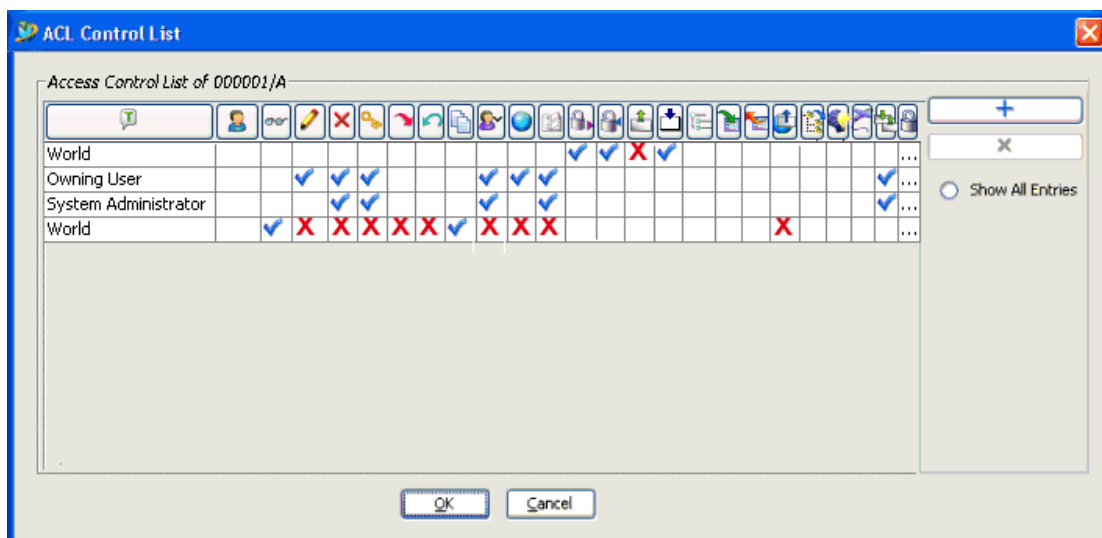 ACL Control List
Access Control List of 000001/A
T
World
...
Owning User
...
System Administrator
...
World
...
Show All Entries
OK
Cancel